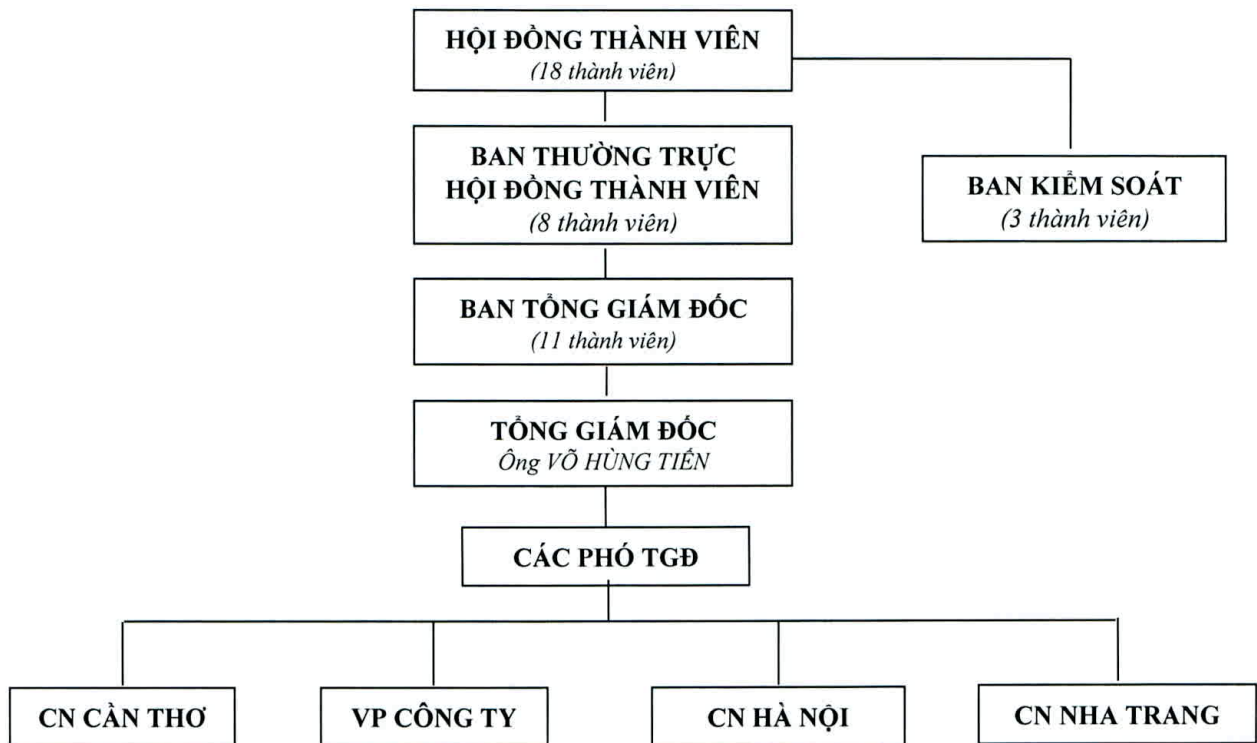 HỘI ĐỒNG THÀNH VIÊN
(18 thành viên)
BAN THƯỜNG TRỰC
HỘI ĐỒNG THÀNH VIÊN
(8 thành viên)
BAN KIỂM SOÁT
(3 thành viên)
BAN TỔNG GIÁM ĐỐC
(11 thành viên)
TỔNG GIÁM ĐỐC
Ông VÕ HÙNG TIẾN
CÁC PHÓ TGĐ
CN CẦN THƠ
VP CÔNG TY
CN HÀ NỘI
CN NHA TRANG